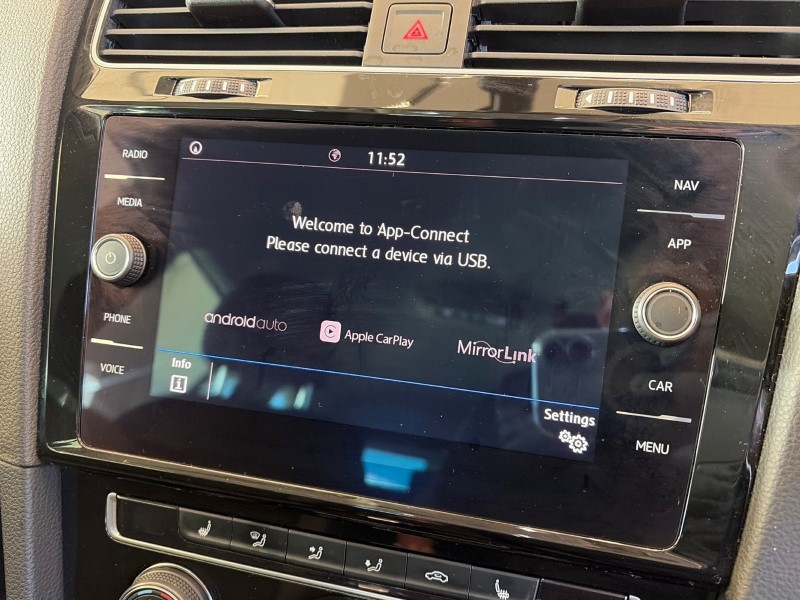 RADIO
MEDIA
PHONE
VOICE
11:52
Welcome to App-Connect
Please connect a device via USB.
androidauto
Apple CarPlay
MirrorLink
Info
i
Settings
NAV
APP
CAR
MENU